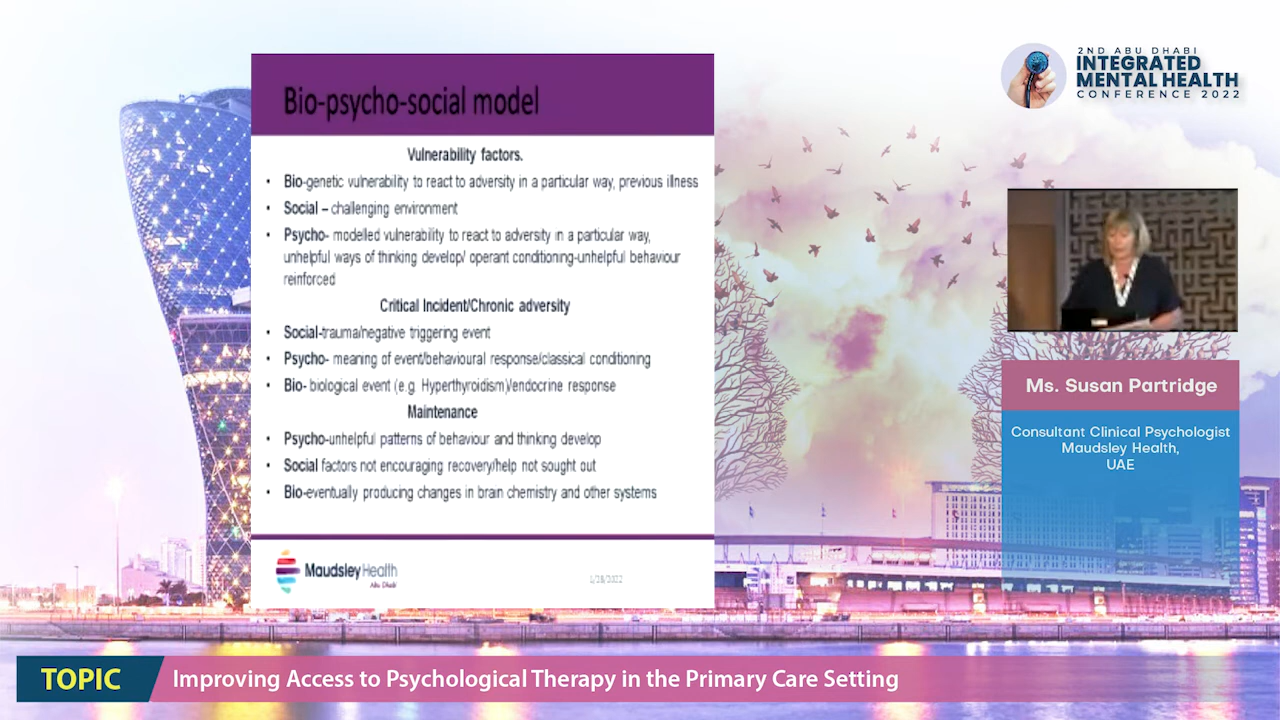 Bio-psycho-social model
Vulnerability factors.
• Bio-genetic vulnerability to react to adversity in a particular way, previous illness
• Social – challenging environment
• Psycho- modelled vulnerability to react to adversity in a particular way,
unhelpful ways of thinking develop/ operant conditioning-unhelpful behaviour
reinforced
Critical Incident/Chronic adversity
• Social-trauma/negative triggering event
• Psycho- meaning of event/behavioural response/classical conditioning
• Bio- biological event (e.g. Hyperthyroidism)/endocrine response
Maintenance
• Psycho-unhelpful patterns of behaviour and thinking develop
• Social factors not encouraging recovery/help not sought out
• Bio-eventually producing changes in brain chemistry and other systems
Maudsley Health
Abu Dhabi
2ND ABU DHABI
INTEGRATED
MENTAL HEALTH
CONFERENCE 2022
Ms. Susan Partridge
Consultant Clinical Psychologist
Maudsley Health,
UAE
TOPIC Improving Access to Psychological Therapy in the Primary Care Setting